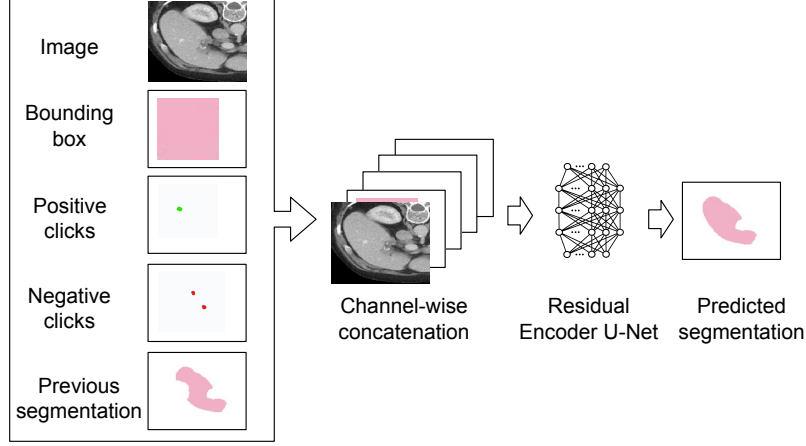 Image
Bounding
box
Positive
clicks
Negative
clicks
Previous
segmentation
Channel-wise
concatenation
Residual
Encoder U-Net
Predicted
segmentation